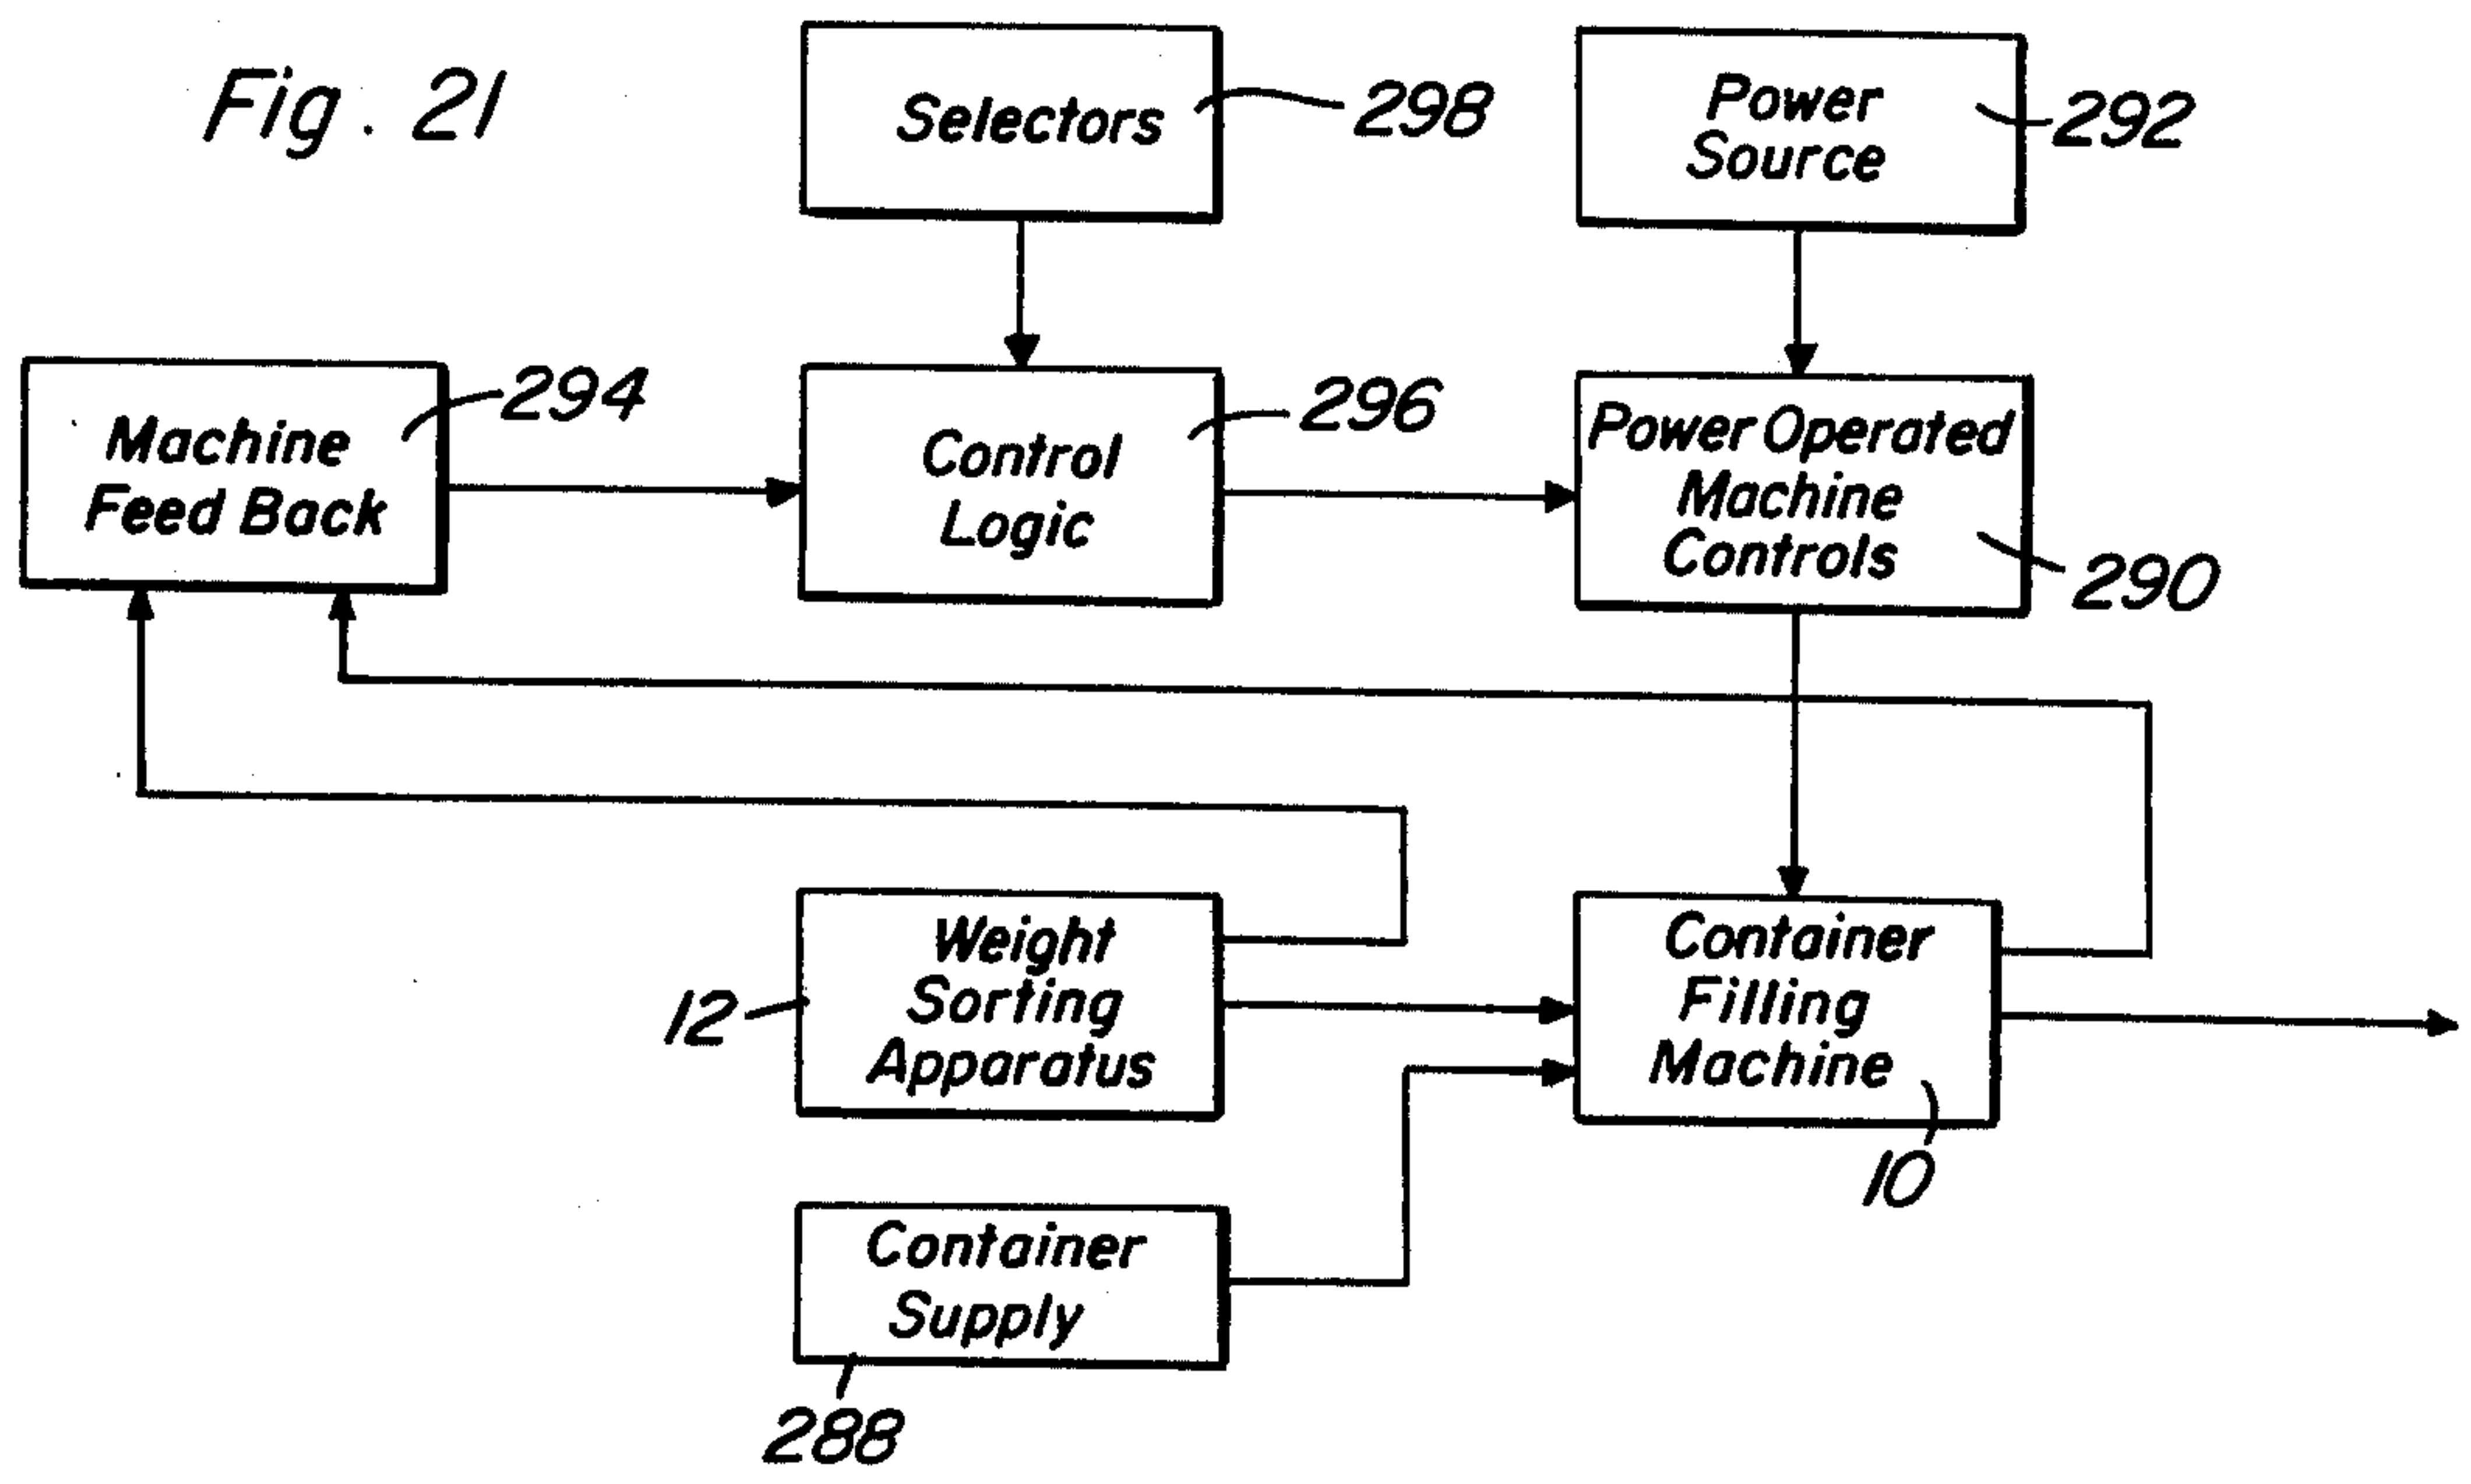 Fig. 21
Selectors
298
Power
Source
292
Machine
Feed Back
294
Control
Logic
296
Power Operated
Machine
Controls
290
Weight
Sorting
Apparatus
12
Container
Filling
Machine
10
Container
Supply
288